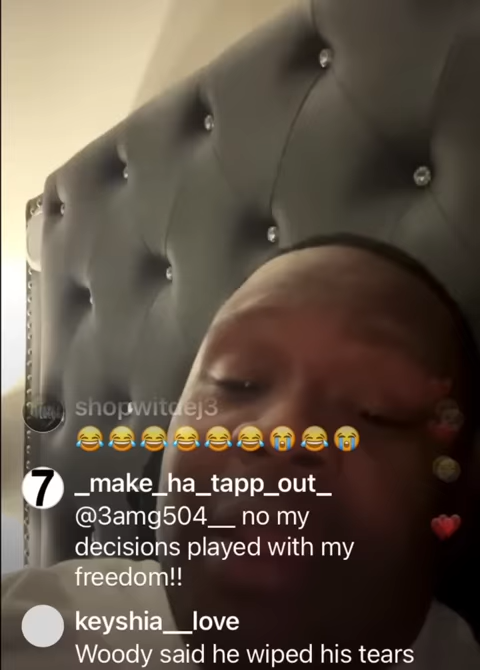 shopwitdej3
😂😂😂😂😂😂😭😂😭
7
_make_ha_tapp_out_
@3amg504__ no my
decisions played with my
freedom!!
keyshia__love
Woody said he wiped his tears